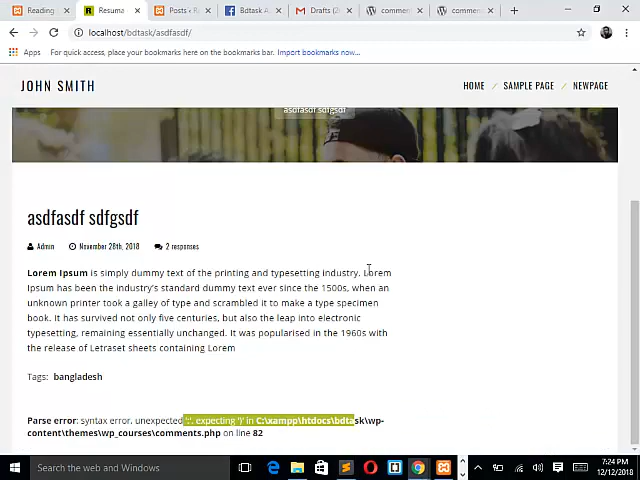 Reading
Resuma
Posts ‹ R
Bdtask A
Drafts (2
comment
comment
localhost/bdtask/asdfasdf/
Apps For quick access, place your bookmarks here on the bookmarks bar. Import bookmarks now...
JOHN SMITH HOME / SAMPLE PAGE / NEWPAGE
asdfasdf sdfgsdf
asdfasdf sdfgsdf
Admin November 28th, 2018 2 responses
Lorem Ipsum is simply dummy text of the printing and typesetting industry. Lorem
Ipsum has been the industry's standard dummy text ever since the 1500s, when an
unknown printer took a galley of type and scrambled it to make a type specimen
book. It has survived not only five centuries, but also the leap into electronic
typesetting, remaining essentially unchanged. It was popularised in the 1960s with
the release of Letraset sheets containing Lorem
Tags: bangladesh
Parse error: syntax error, unexpected ':', expecting ')' in C:\xampp\htdocs\bdtask\wp-
content\themes\wp_courses\comments.php on line 82
Search the web and Windows
7:24 PM
12/12/2018